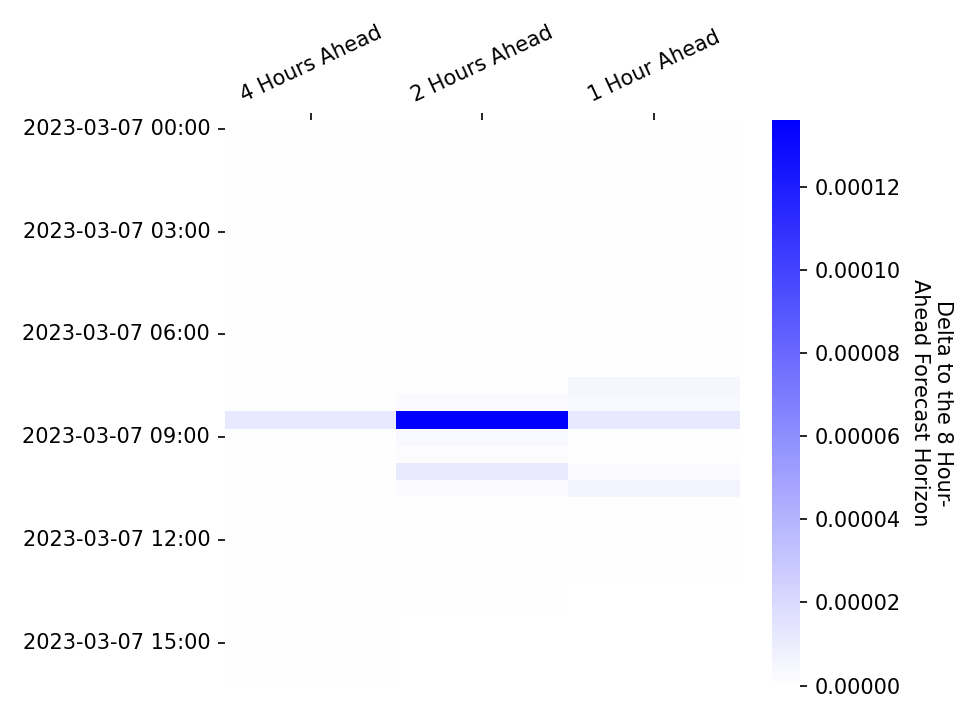 4 Hours Ahead
2 Hours Ahead
1 Hour Ahead
2023-03-07 00:00
2023-03-07 03:00
2023-03-07 06:00
2023-03-07 09:00
2023-03-07 12:00
2023-03-07 15:00
0.00012
0.00010
0.00008
0.00006
0.00004
0.00002
0.00000
Delta to the 8 Hour-
Ahead Forecast Horizon